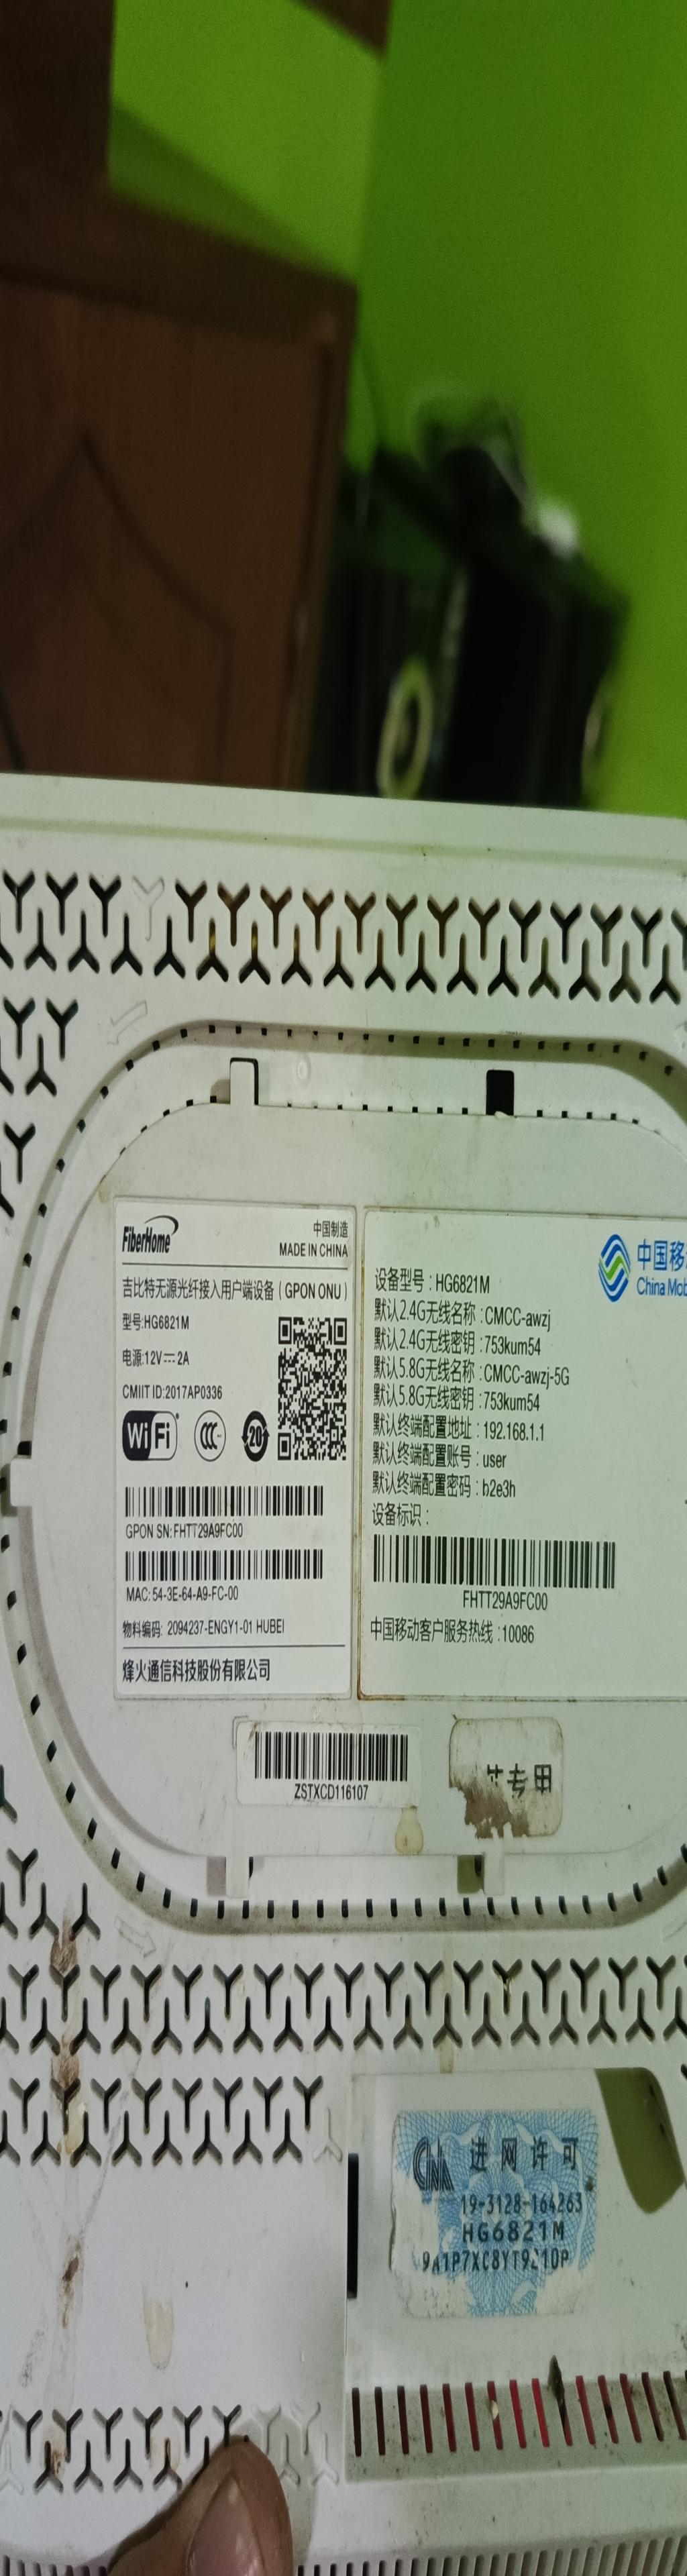 FiberHome
中国制造
MADE IN CHINA
吉比特无源光纤接入用户端设备(GPON ONU)
型号:HG6821M
电源:12V⎓2A
CMIIT ID:2017AP0336
Wi Fi
20
GPON SN:FHTT29A9FC00
MAC:54-3E-64-A9-FC-00
物料编码: 2094237-ENGY1-01 HUBEI
烽火通信科技股份有限公司
中国移
China Mob
设备型号:HG6821M
默认2.4G无线名称:CMCC-awzj
默认2.4G无线密钥:753kum54
默认5.8G无线名称:CMCC-awzj-5G
默认5.8G无线密钥:753kum54
默认终端配置地址:192.168.1.1
默认终端配置账号:user
默认终端配置密码:b2e3h
设备标识:
FHTT29A9FC00
中国移动客户服务热线:10086
ZSTXCD116107
专用
进网许可
19-3128-164263
HG6821M